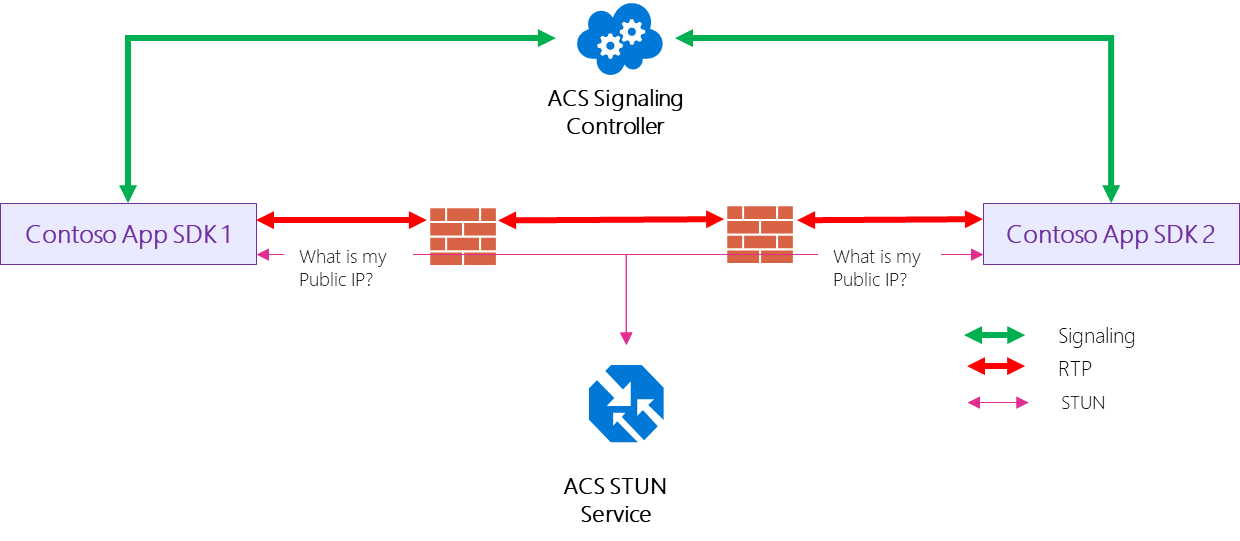 ACS Signaling
Controller
Contoso App SDK 1
Contoso App SDK 2
What is my
Public IP?
What is my
Public IP?
Signaling
RTP
STUN
ACS STUN
Service